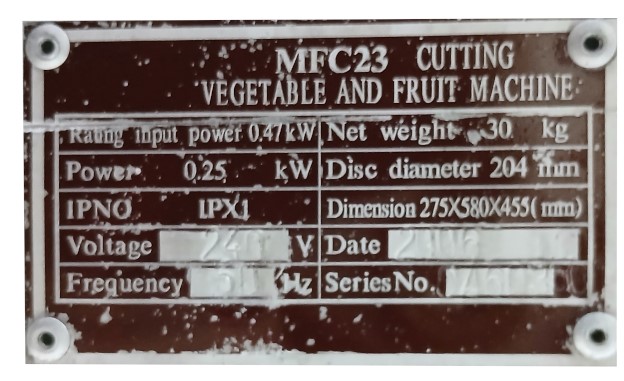 MFC23 CUTTING
VEGETABLE AND FRUIT MACHINE
Rating input power 0.47kW Net weight 30 kg
Power 0.25 kW Disc diameter 204 mm
IPNO IPX1 Dimension 275X580X455(mm)
Voltage V Date
Frequency Hz Series No.